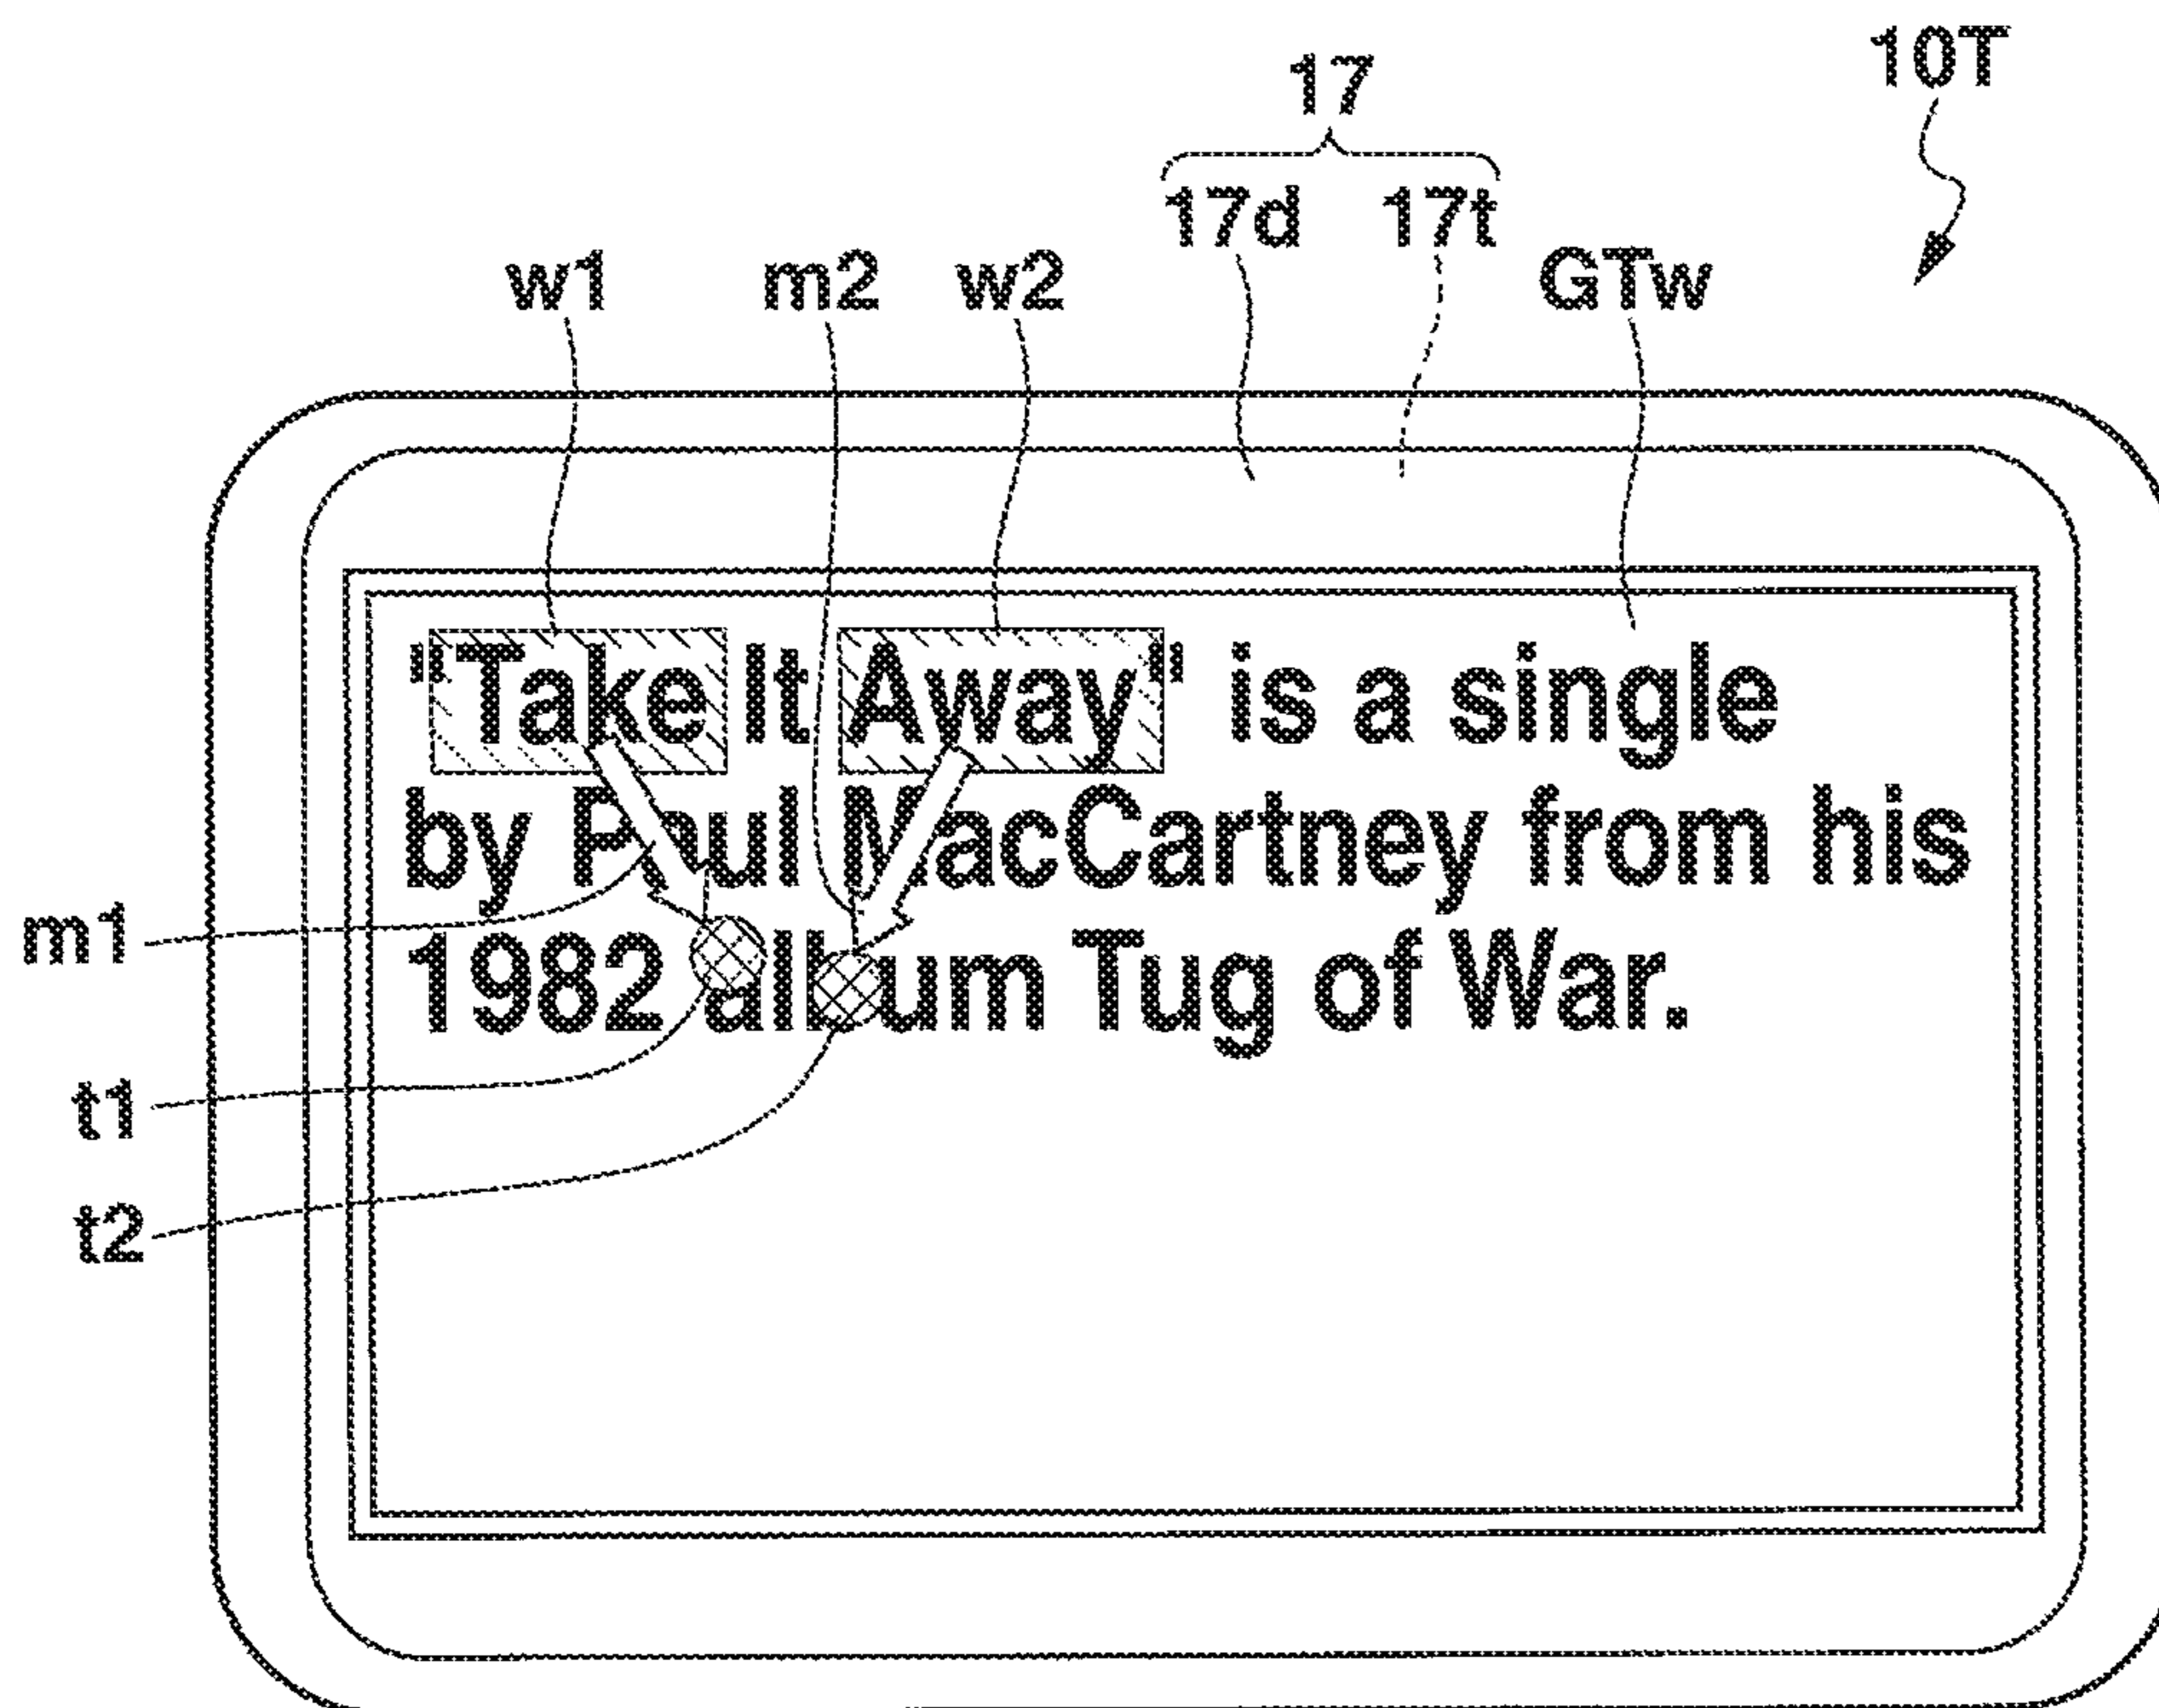 10T
17
17d 17t
w1 m2 w2 GTw
"Take It Away" is a single
by Paul MacCartney from his
m1
1982 album Tug of War.
t1
t2